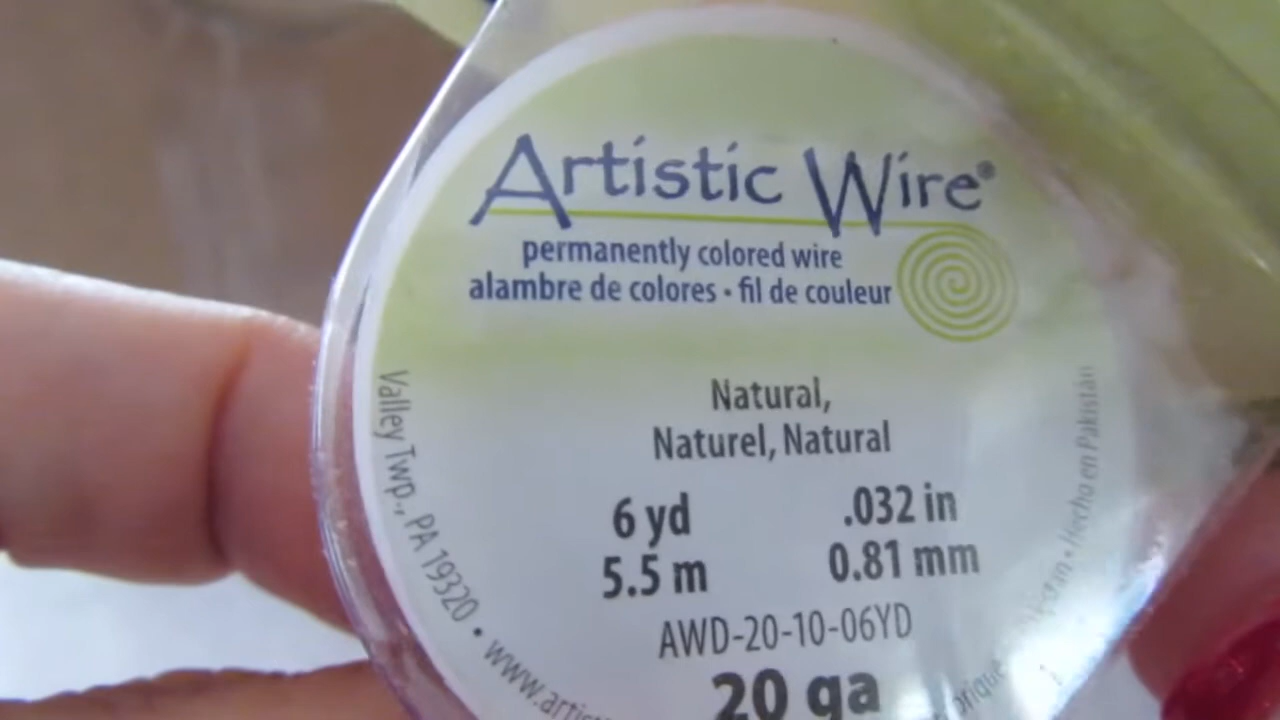 Artistic Wire®
permanently colored wire
alambre de colores • fil de couleur
Natural,
Naturel, Natural
6 yd
.032 in
5.5 m
0.81 mm
AWD-20-10-06YD
20 ga
Valley Twp., PA 19320 • www.artist
Hecho en Pakistán